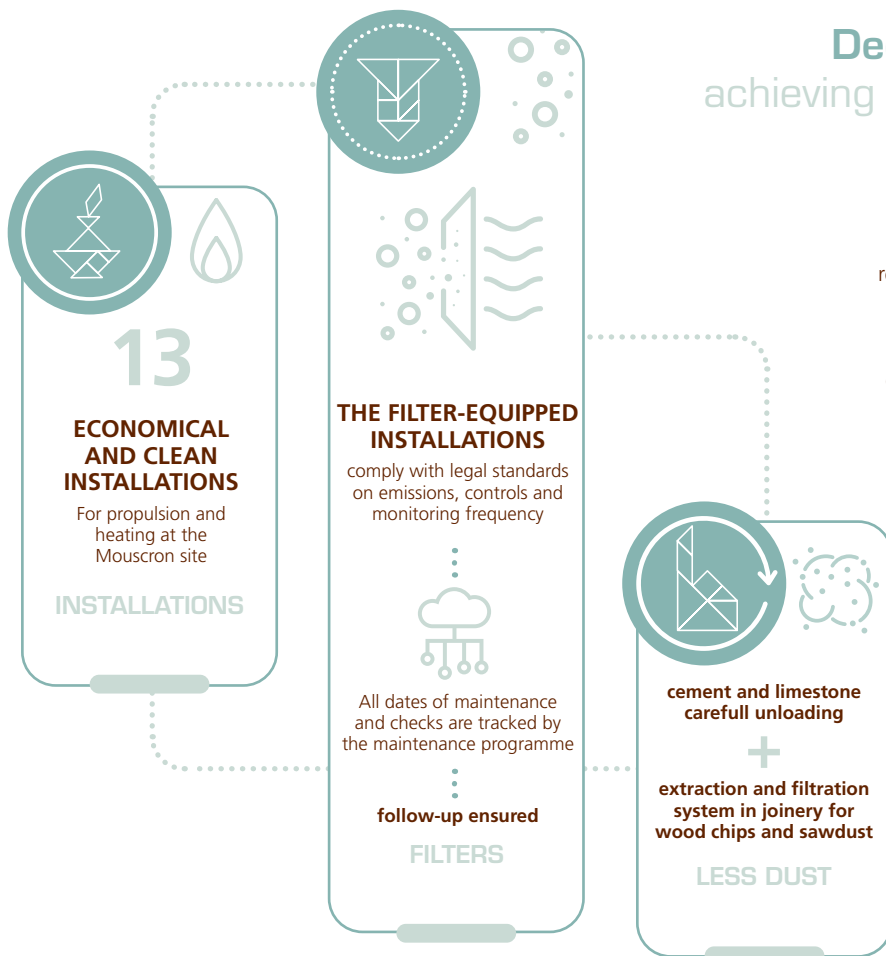 De
achieving
13
ECONOMICAL
AND CLEAN
INSTALLATIONS
For propulsion and
heating at the
Mouscron site
INSTALLATIONS
THE FILTER-EQUIPPED
INSTALLATIONS
comply with legal standards
on emissions, controls and
monitoring frequency
All dates of maintenance
and checks are tracked by
the maintenance programme
follow-up ensured
FILTERS
cement and limestone
carefull unloading
+
extraction and filtration
system in joinery for
wood chips and sawdust
LESS DUST